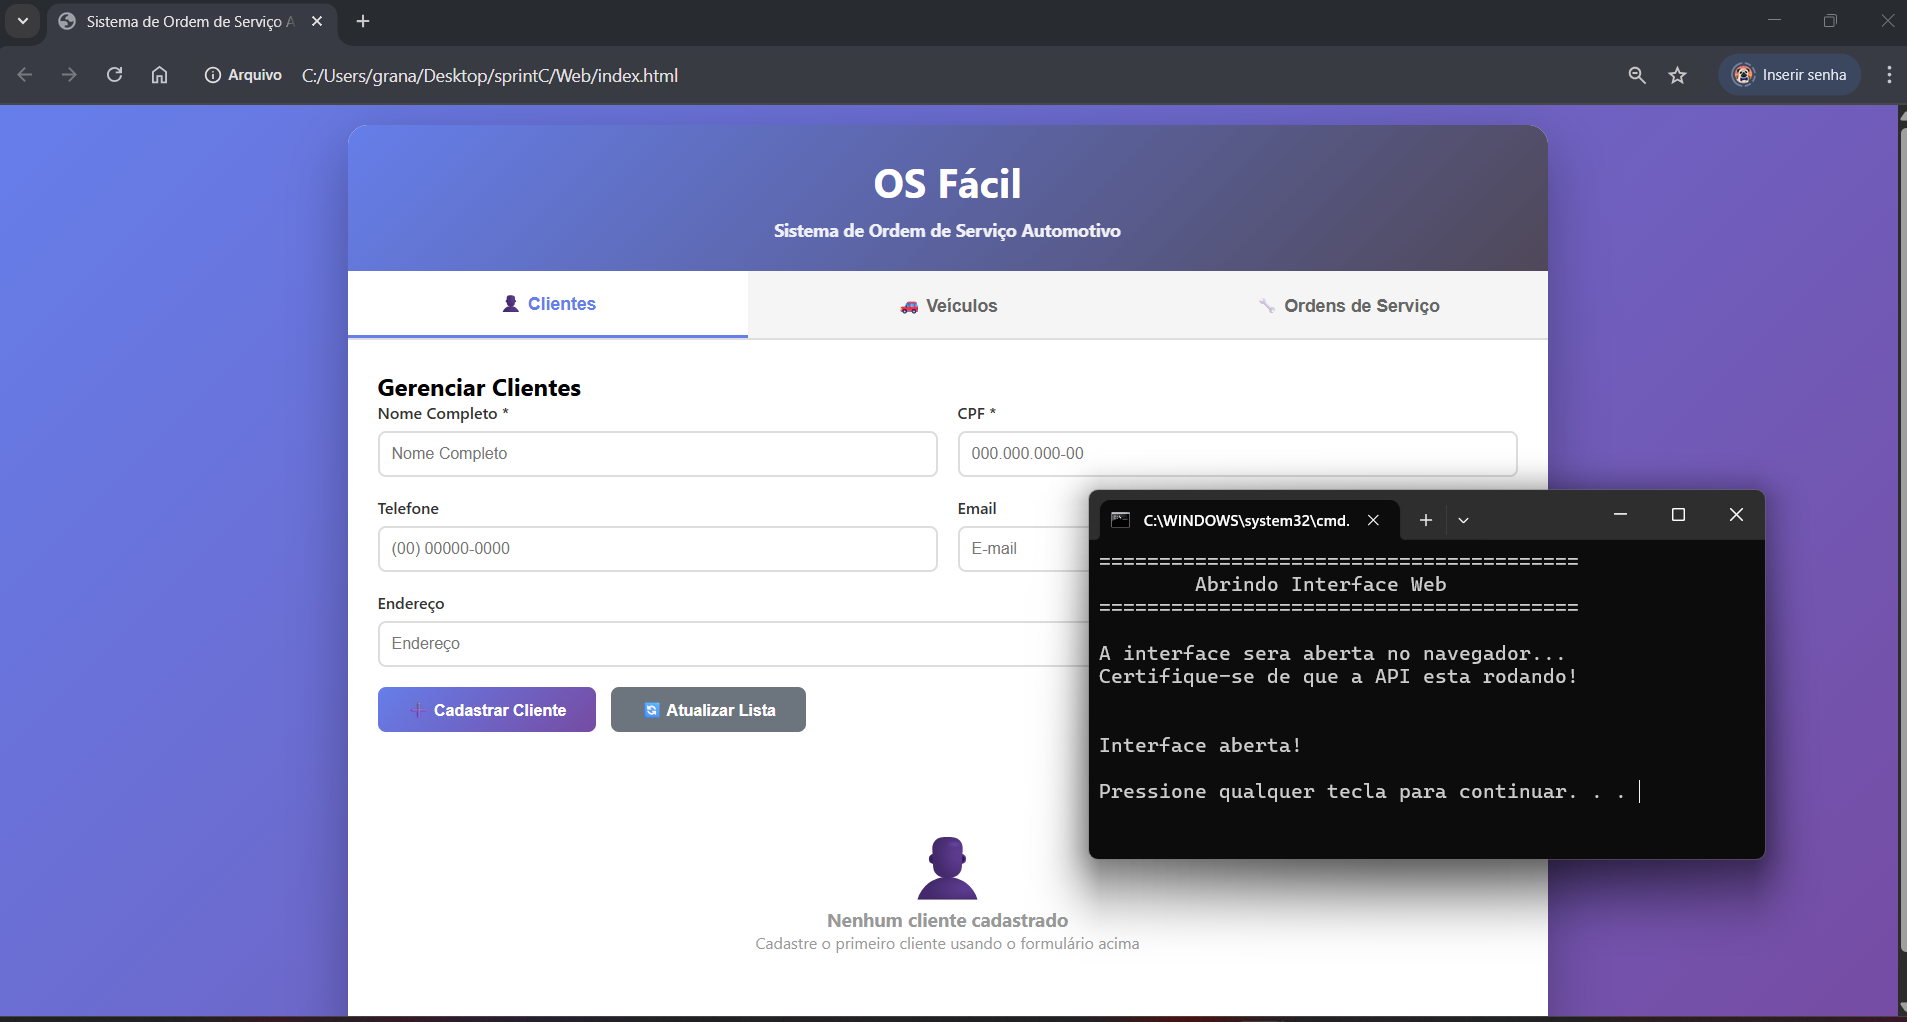 Sistema de Ordem de Serviço A
Arquivo C:/Users/grana/Desktop/sprintC/Web/index.html
Inserir senha
OS Fácil
Sistema de Ordem de Serviço Automotivo
Clientes
Veículos
Ordens de Serviço
Gerenciar Clientes
Nome Completo *
CPF *
Nome Completo
000.000.000-00
Telefone
Email
(00) 00000-0000
E-mail
Endereço
Endereço
Cadastrar Cliente
Atualizar Lista
Nenhum cliente cadastrado
Cadastre o primeiro cliente usando o formulário acima
C:\WINDOWS\system32\cmd.
========================================
Abrindo Interface Web
========================================
A interface sera aberta no navegador...
Certifique-se de que a API esta rodando!
Interface aberta!
Pressione qualquer tecla para continuar. . .